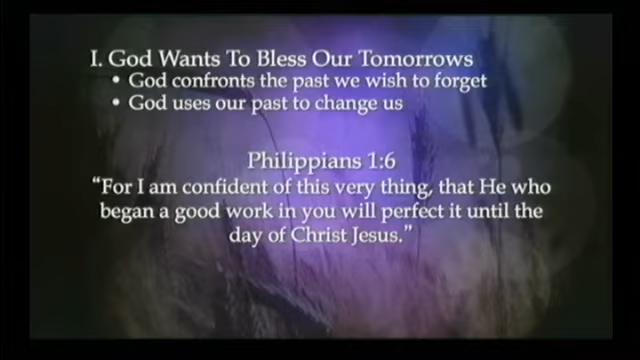 I. God Wants To Bless Our Tomorrows
• God confronts the past we wish to forget
• God uses our past to change us
Philippians 1:6
“For I am confident of this very thing, that He who
began a good work in you will perfect it until the
day of Christ Jesus.”